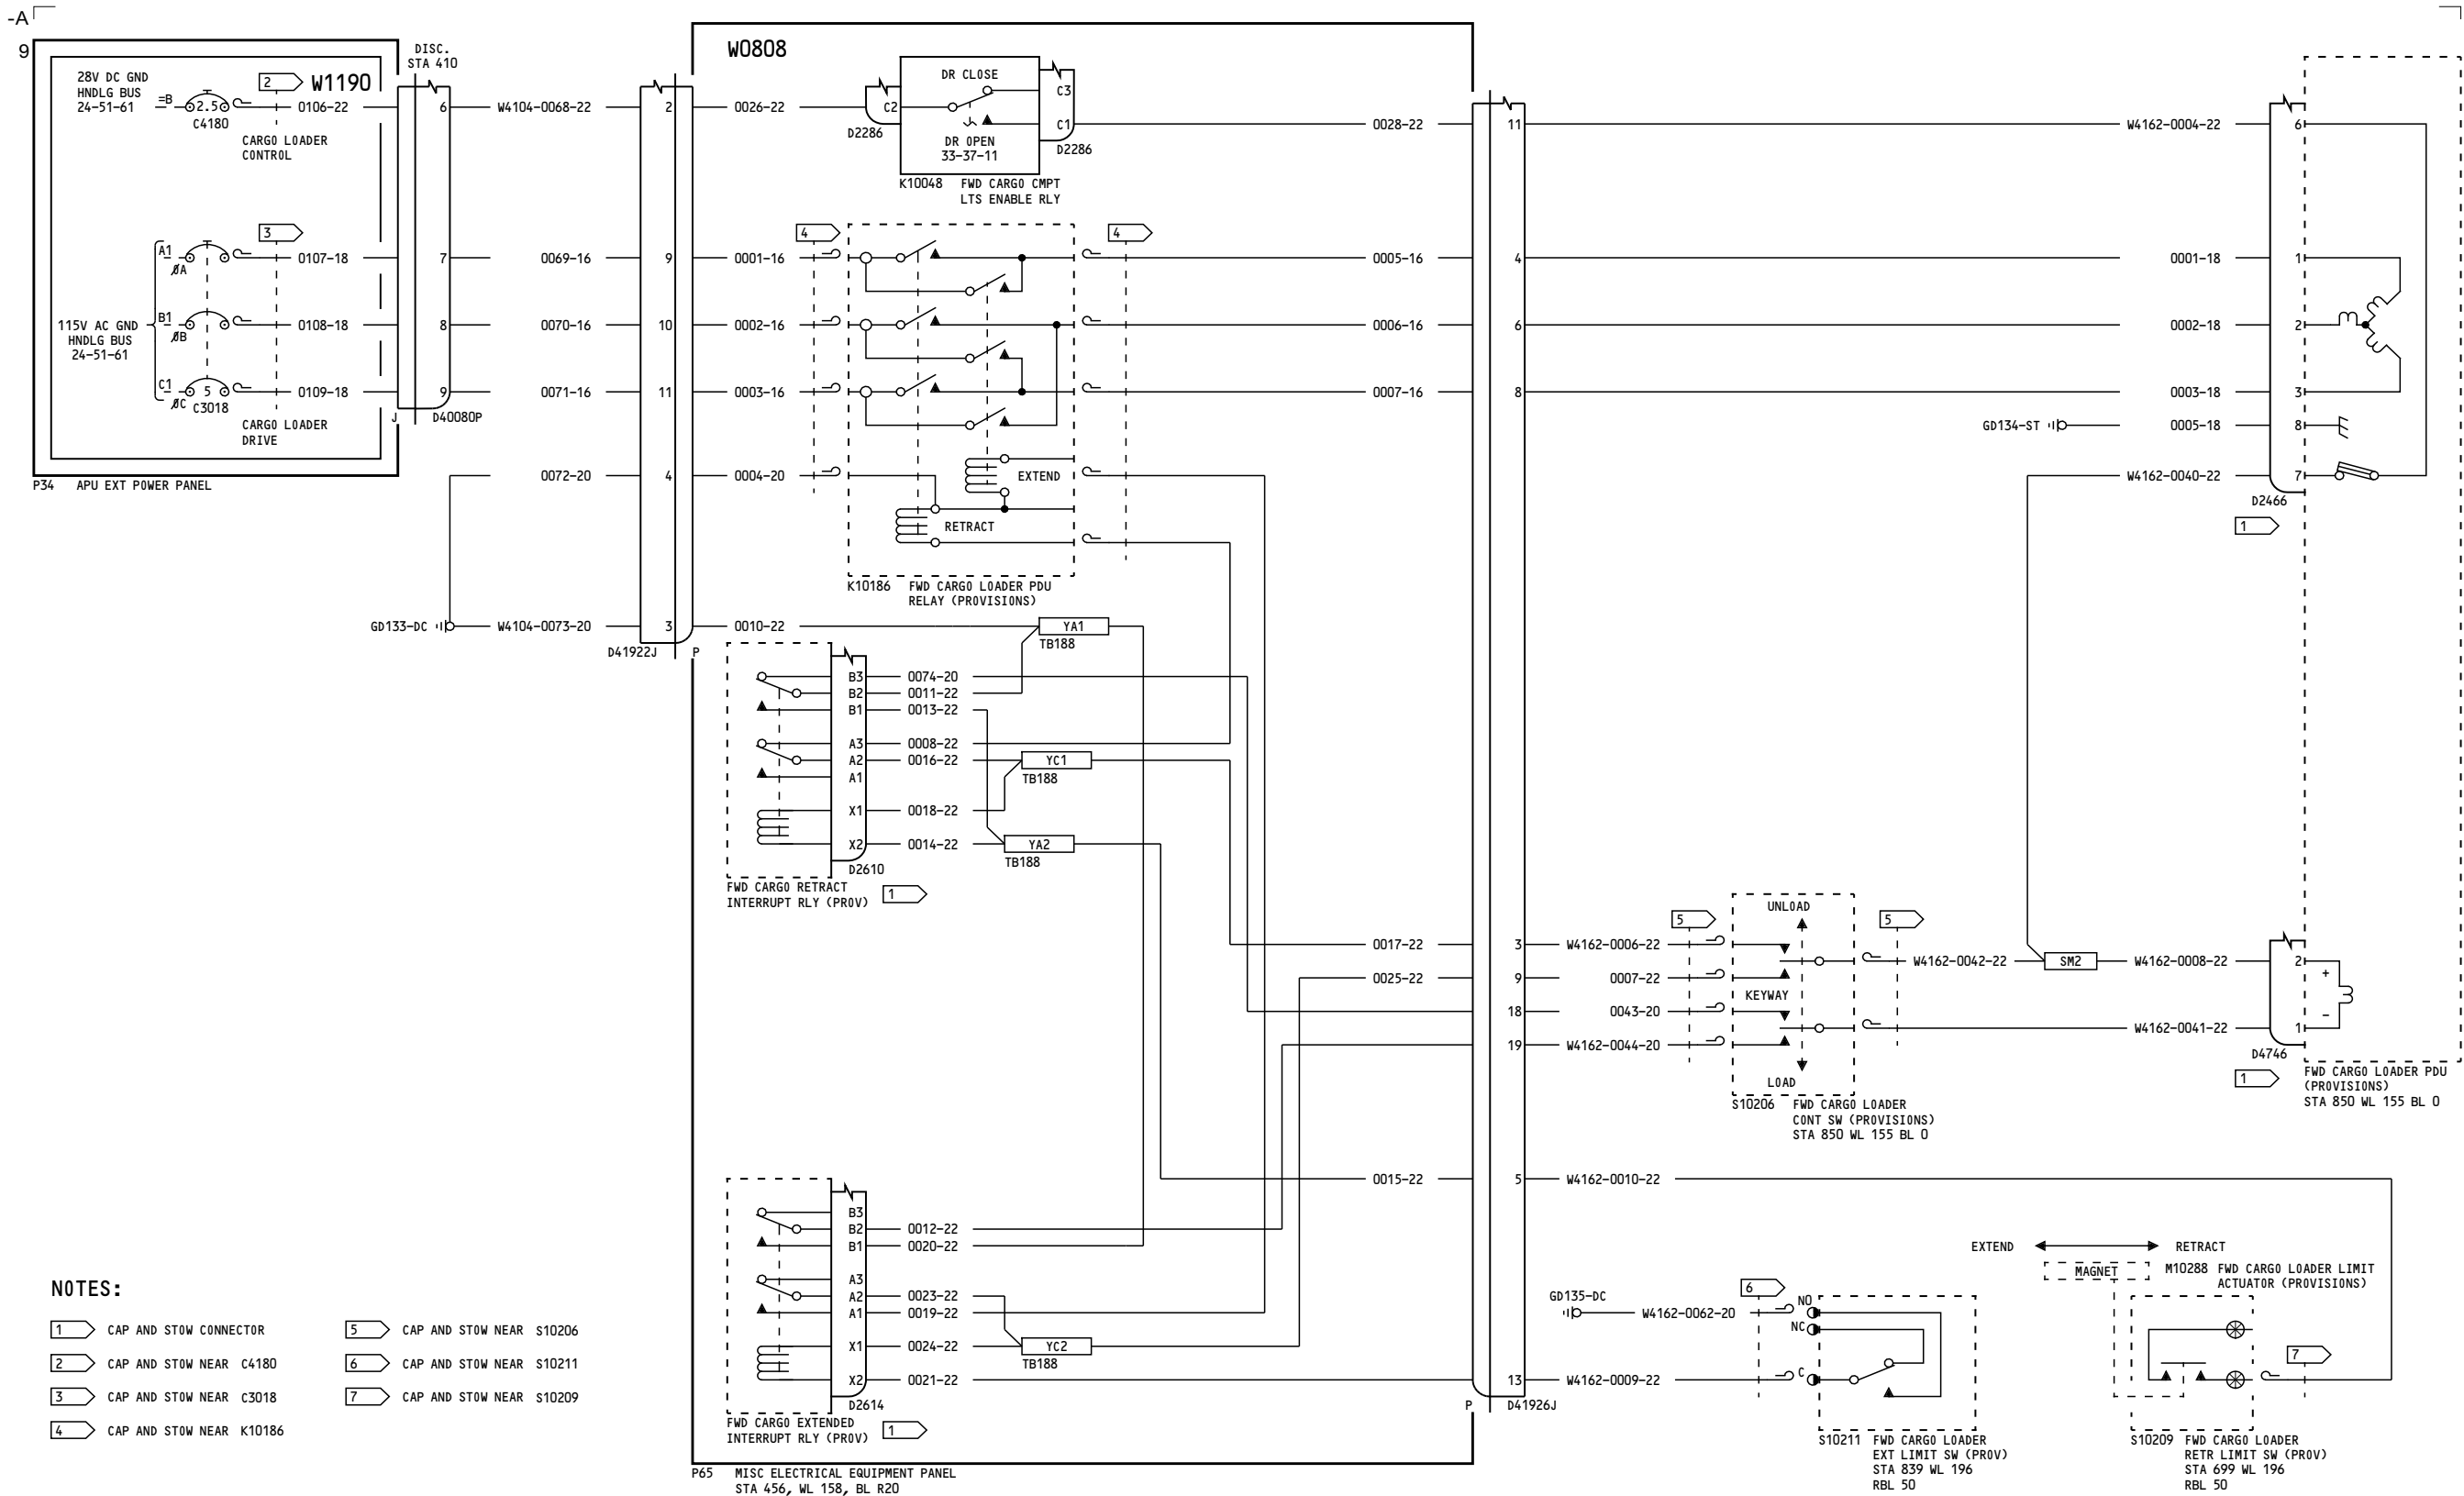 -A
9
DISC.
STA 410
28V DC GND
HNDLG BUS
24-51-61
=B
2.5
C4180
2
W1190
0106-22
CARGO LOADER
CONTROL
6
W4104-0068-22
2
W0808
0026-22
C2
D2286
DR CLOSE
C3
C1
DR OPEN
33-37-11
D2286
K10048 FWD CARGO CMPT
LTS ENABLE RLY
0028-22
11
W4162-0004-22
6
115V AC GND
HNDLG BUS
24-51-61
A1
ØA
B1
ØB
C1
ØC
5
C3018
3
0107-18
0108-18
0109-18
CARGO LOADER
DRIVE
7
8
9
J
D40080P
P34 APU EXT POWER PANEL
0069-16
0070-16
0071-16
0072-20
9
10
11
4
0001-16
0002-16
0003-16
0004-20
4
4
EXTEND
RETRACT
K10186 FWD CARGO LOADER PDU
RELAY (PROVISIONS)
0005-16
0006-16
0007-16
4
6
8
0001-18
0002-18
0003-18
GD134-ST
0005-18
W4162-0040-22
1
2
3
8
7
D2466
1
GD133-DC
W4104-0073-20
3
D41922J
P
0010-22
YA1
TB188
B3
B2
B1
A3
A2
A1
X1
X2
0074-20
0011-22
0013-22
0008-22
0016-22
0018-22
0014-22
YC1
TB188
YA2
TB188
D2610
FWD CARGO RETRACT
INTERRUPT RLY (PROV)
1
0017-22
0025-22
3
9
18
19
W4162-0006-22
0007-22
0043-20
W4162-0044-20
5
UNLOAD
KEYWAY
LOAD
5
S10206 FWD CARGO LOADER
CONT SW (PROVISIONS)
STA 850 WL 155 BL 0
W4162-0042-22
SM2
W4162-0008-22
W4162-0041-22
2
1
+
-
D4746
1
FWD CARGO LOADER PDU
(PROVISIONS)
STA 850 WL 155 BL 0
0015-22
5
W4162-0010-22
B3
B2
B1
A3
A2
A1
X1
X2
0012-22
0020-22
0023-22
0019-22
0024-22
0021-22
YC2
TB188
D2614
FWD CARGO EXTENDED
INTERRUPT RLY (PROV)
1
13
P
D41926J
P65 MISC ELECTRICAL EQUIPMENT PANEL
STA 456, WL 158, BL R20
GD135-DC
W4162-0062-20
W4162-0009-22
6
NO
NC
C
S10211 FWD CARGO LOADER
EXT LIMIT SW (PROV)
STA 839 WL 196
RBL 50
EXTEND
RETRACT
MAGNET
M10288 FWD CARGO LOADER LIMIT
ACTUATOR (PROVISIONS)
7
S10209 FWD CARGO LOADER
RETR LIMIT SW (PROV)
STA 699 WL 196
RBL 50
NOTES:
1 CAP AND STOW CONNECTOR
2 CAP AND STOW NEAR C4180
3 CAP AND STOW NEAR C3018
4 CAP AND STOW NEAR K10186
5 CAP AND STOW NEAR S10206
6 CAP AND STOW NEAR S10211
7 CAP AND STOW NEAR S10209